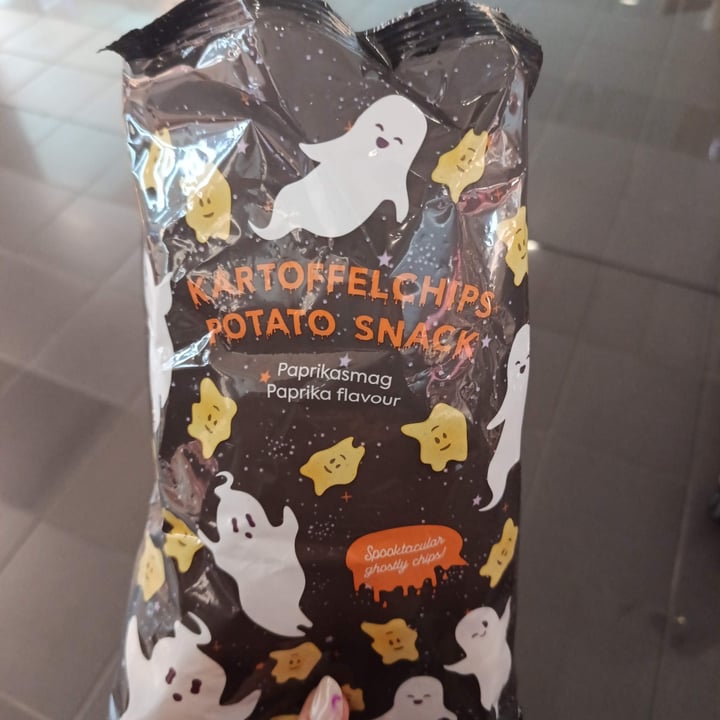 KARTOFFELCHIPS
POTATO SNACK
Paprikasmag
Paprika flavour
Spooktacular
ghostly chips!